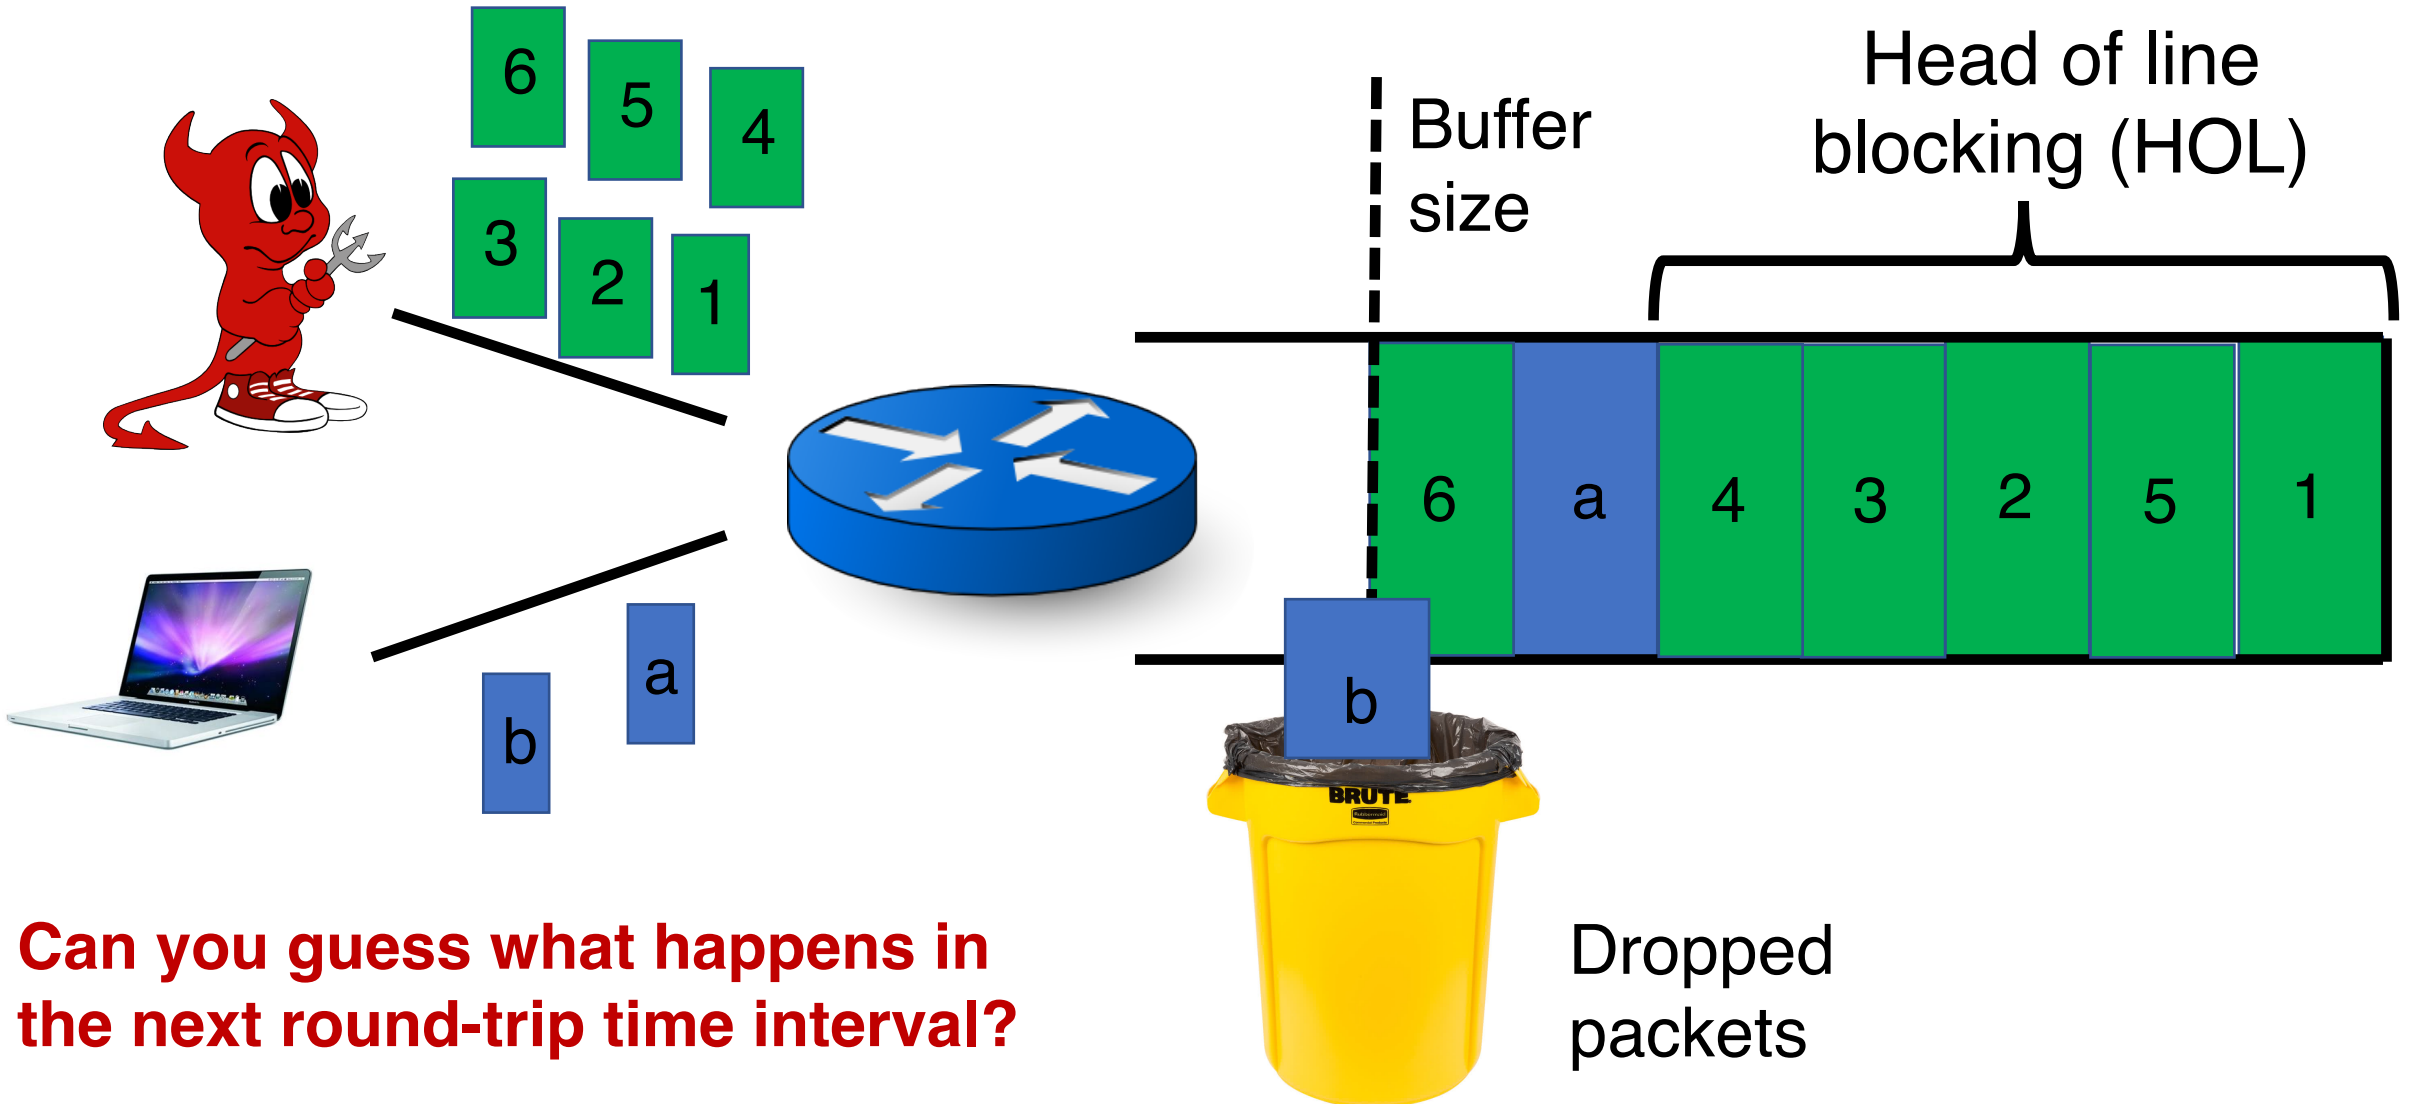 6
5
4
3
2
1
b
a
Buffer
size
Head of line
blocking (HOL)
6
a
4
3
2
5
1
b
BRUTE
Dropped
packets
Can you guess what happens in
the next round-trip time interval?